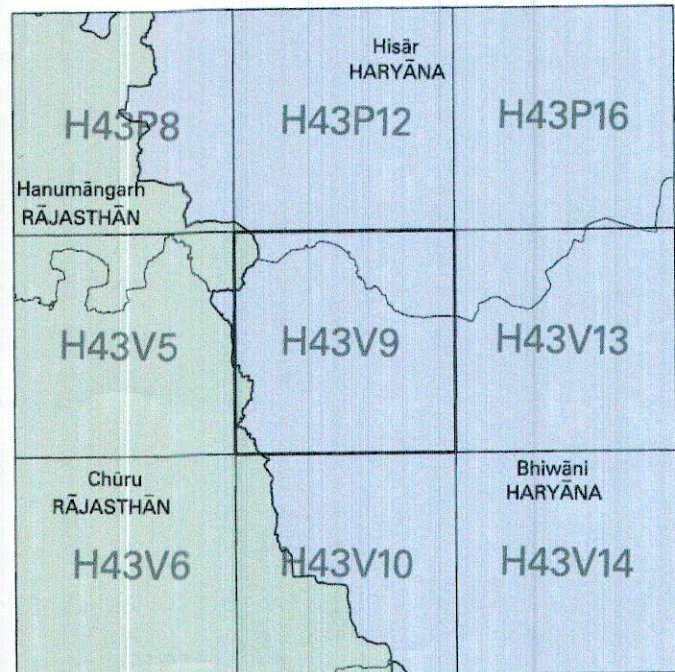 Hisār
HARYĀNA
H43P8
H43P12
H43P16
Hanumāngarh
RĀJASTHĀN
H43V5
H43V9
H43V13
Chūru
RĀJASTHĀN
Bhiwāni
HARYĀNA
H43V6
H43V10
H43V14